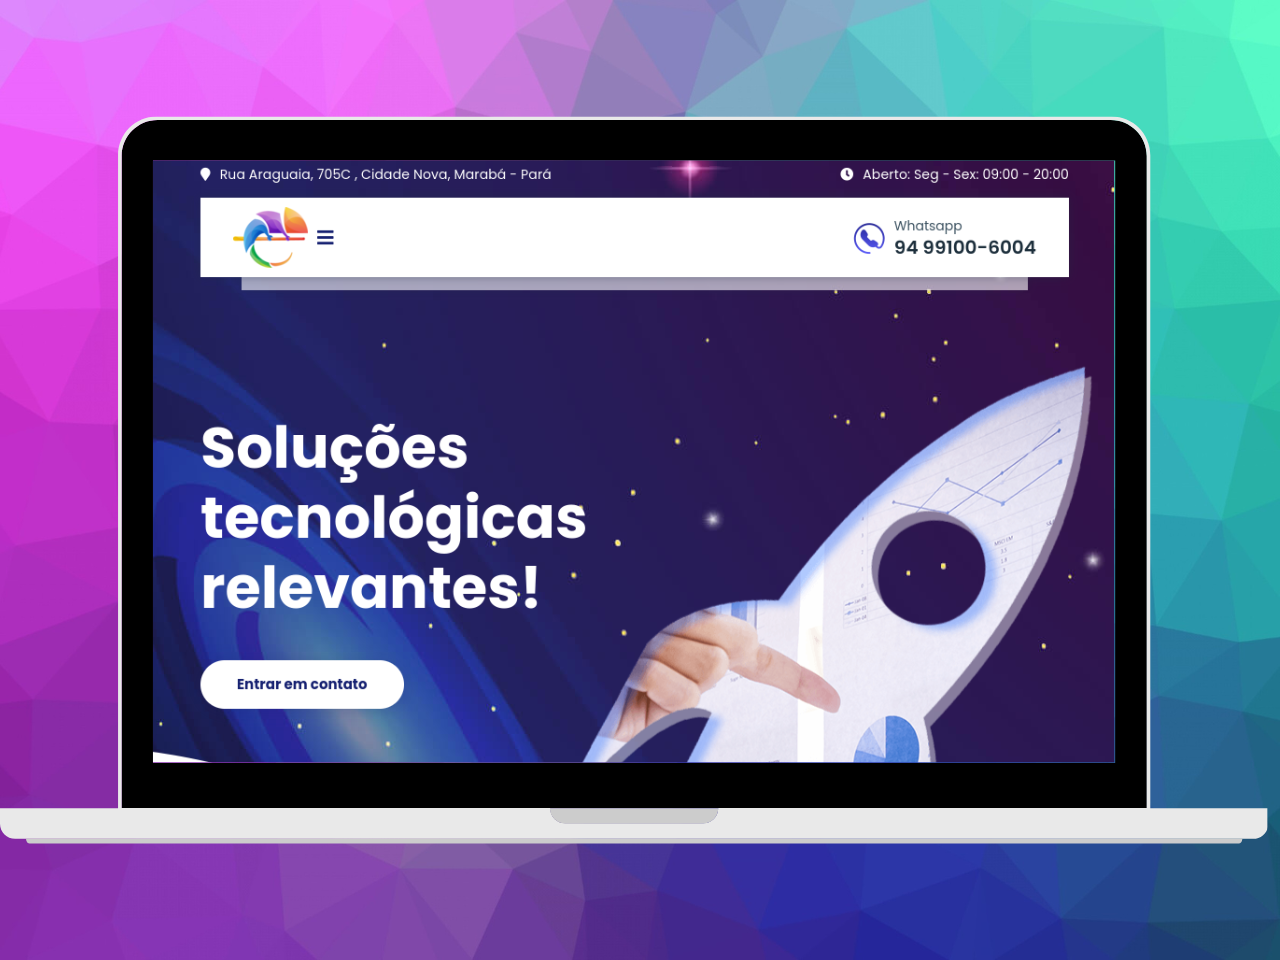 Rua Araguaia, 705C , Cidade Nova, Marabá - Pará
Aberto: Seg - Sex: 09:00 - 20:00
Whatsapp
94 99100-6004
Soluções
tecnológicas
relevantes!
Entrar em contato